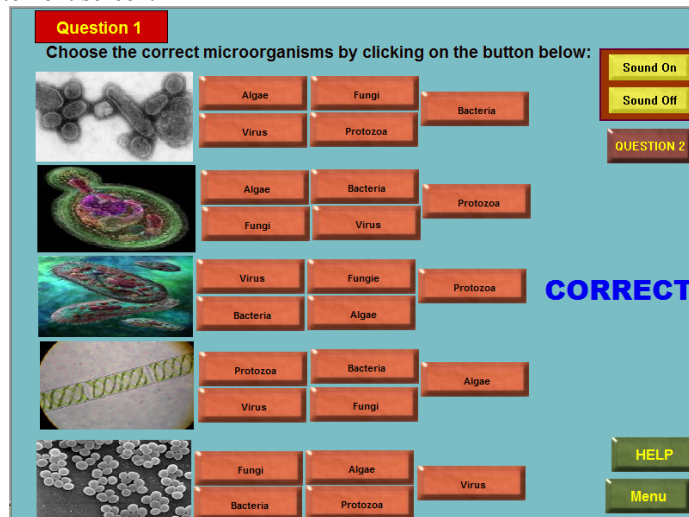 Question 1
Choose the correct microorganisms by clicking on the button below:
Sound On
Sound Off
QUESTION 2
Algae
Fungi
Bacteria
Virus
Protozoa
Algae
Bacteria
Protozoa
Fungi
Virus
Virus
Fungie
Protozoa
Bacteria
Algae
CORRECT
Protozoa
Bacteria
Algae
Virus
Fungi
Fungi
Algae
Virus
Bacteria
Protozoa
HELP
Menu